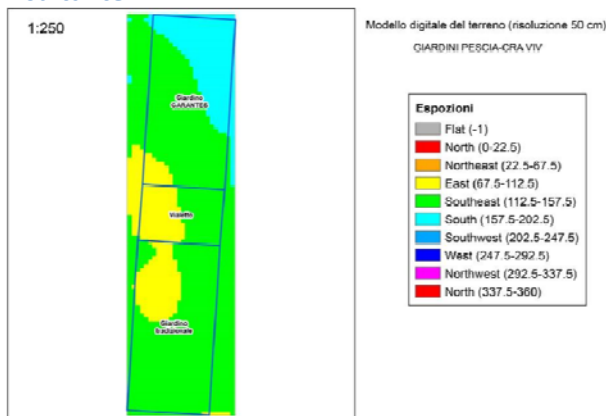 1:250
Modello digitale del terreno (risoluzione 50 cm)
GIARDINI PESCIA-CRA VIV
Giardino
GARANTES
Vialetto
Giardino
tradizionale
Espozioni
Flat (-1)
North (0-22.5)
Northeast (22.5-67.5)
East (67.5-112.5)
Southeast (112.5-157.5)
South (157.5-202.5)
Southwest (202.5-247.5)
West (247.5-292.5)
Northwest (292.5-337.5)
North (337.5-360)